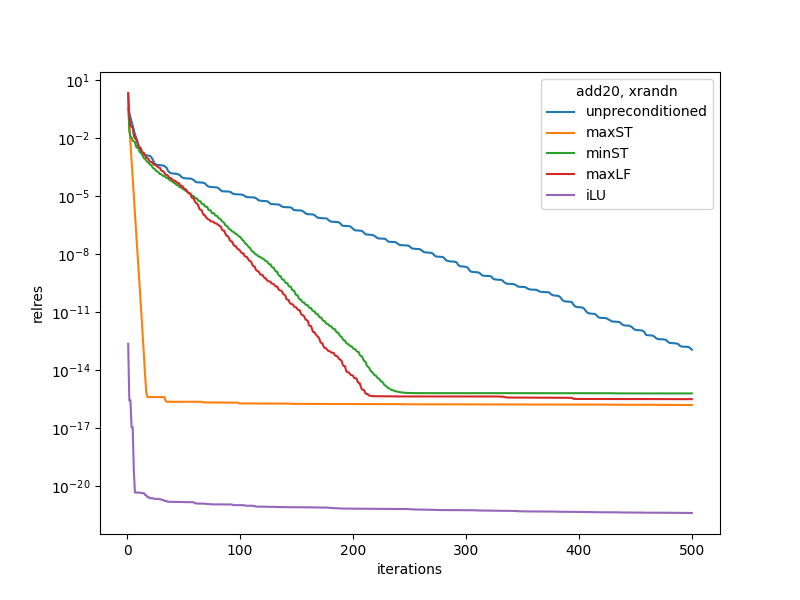 add20, xrandn
unpreconditioned
maxST
minST
maxLF
iLU
10^1
10^-2
10^-5
10^-8
10^-11
10^-14
10^-17
10^-20
relres
0 100 200 300 400 500
iterations